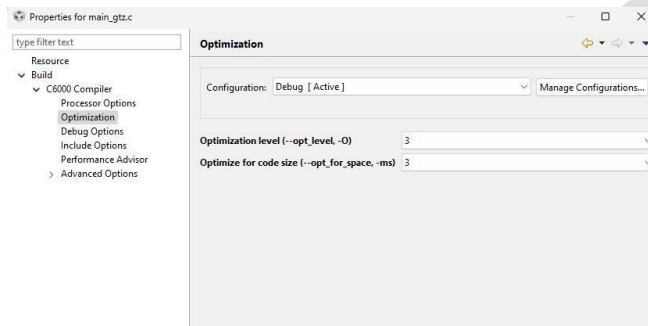 Properties for main_gtz.c
type filter text
Resource
Build
C6000 Compiler
Processor Options
Optimization
Debug Options
Include Options
Performance Advisor
Advanced Options
Optimization
Configuration: Debug [ Active ]
Manage Configurations...
Optimization level (--opt_level, -O) 3
Optimize for code size (--opt_for_space, -ms) 3